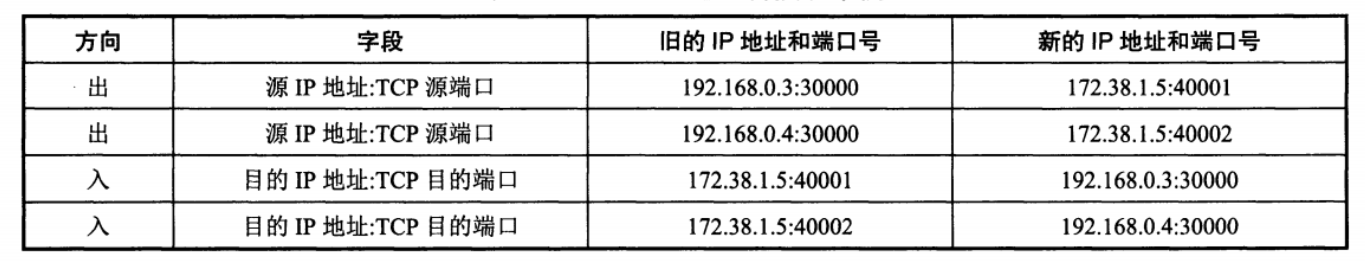 方向 字段 旧的 IP 地址和端口号 新的 IP 地址和端口号
出 源 IP 地址:TCP 源端口 192.168.0.3:30000 172.38.1.5:40001
出 源 IP 地址:TCP 源端口 192.168.0.4:30000 172.38.1.5:40002
入 目的 IP 地址:TCP 目的端口 172.38.1.5:40001 192.168.0.3:30000
入 目的 IP 地址:TCP 目的端口 172.38.1.5:40002 192.168.0.4:30000